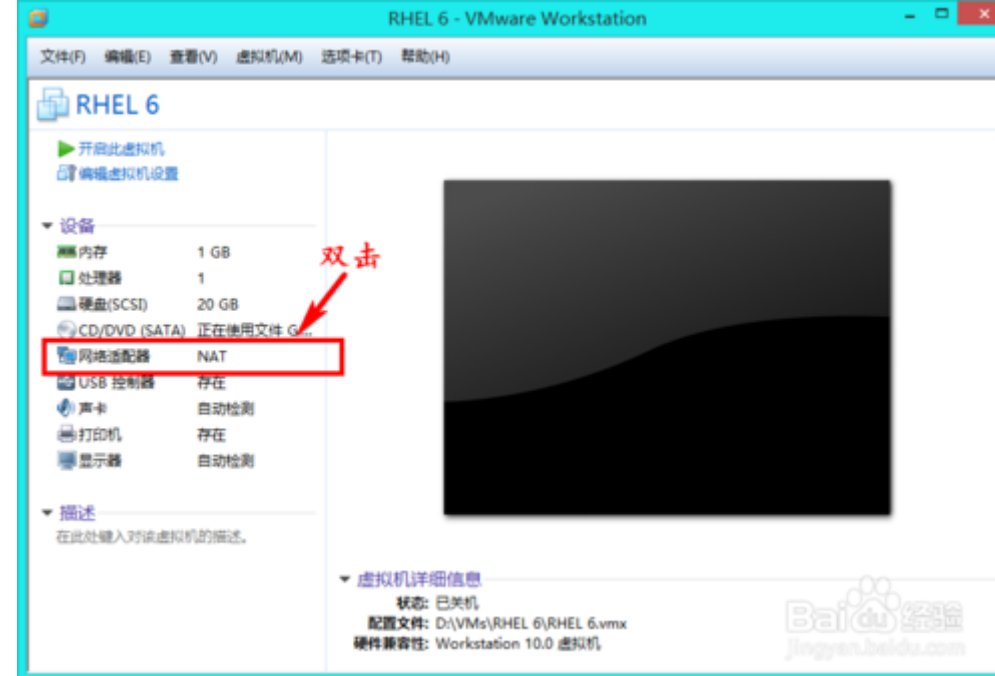 RHEL 6 - VMware Workstation
文件(F) 编辑(E) 查看(V) 虚拟机(M) 选项卡(T) 帮助(H)
RHEL 6
开启此虚拟机
编辑虚拟机设置
设备
内存 1 GB
双击
处理器 1
硬盘(SCSI) 20 GB
CD/DVD (SATA) 正在使用文件 G...
网络适配器 NAT
USB 控制器 存在
声卡 自动检测
打印机 存在
显示器 自动检测
描述
在此处键入对该虚拟机的描述。
虚拟机详细信息
状态: 已关机
配置文件: D:\VMs\RHEL 6\RHEL 6.vmx
硬件兼容性: Workstation 10.0 虚拟机
Baidu 经验
jingyan.baidu.com